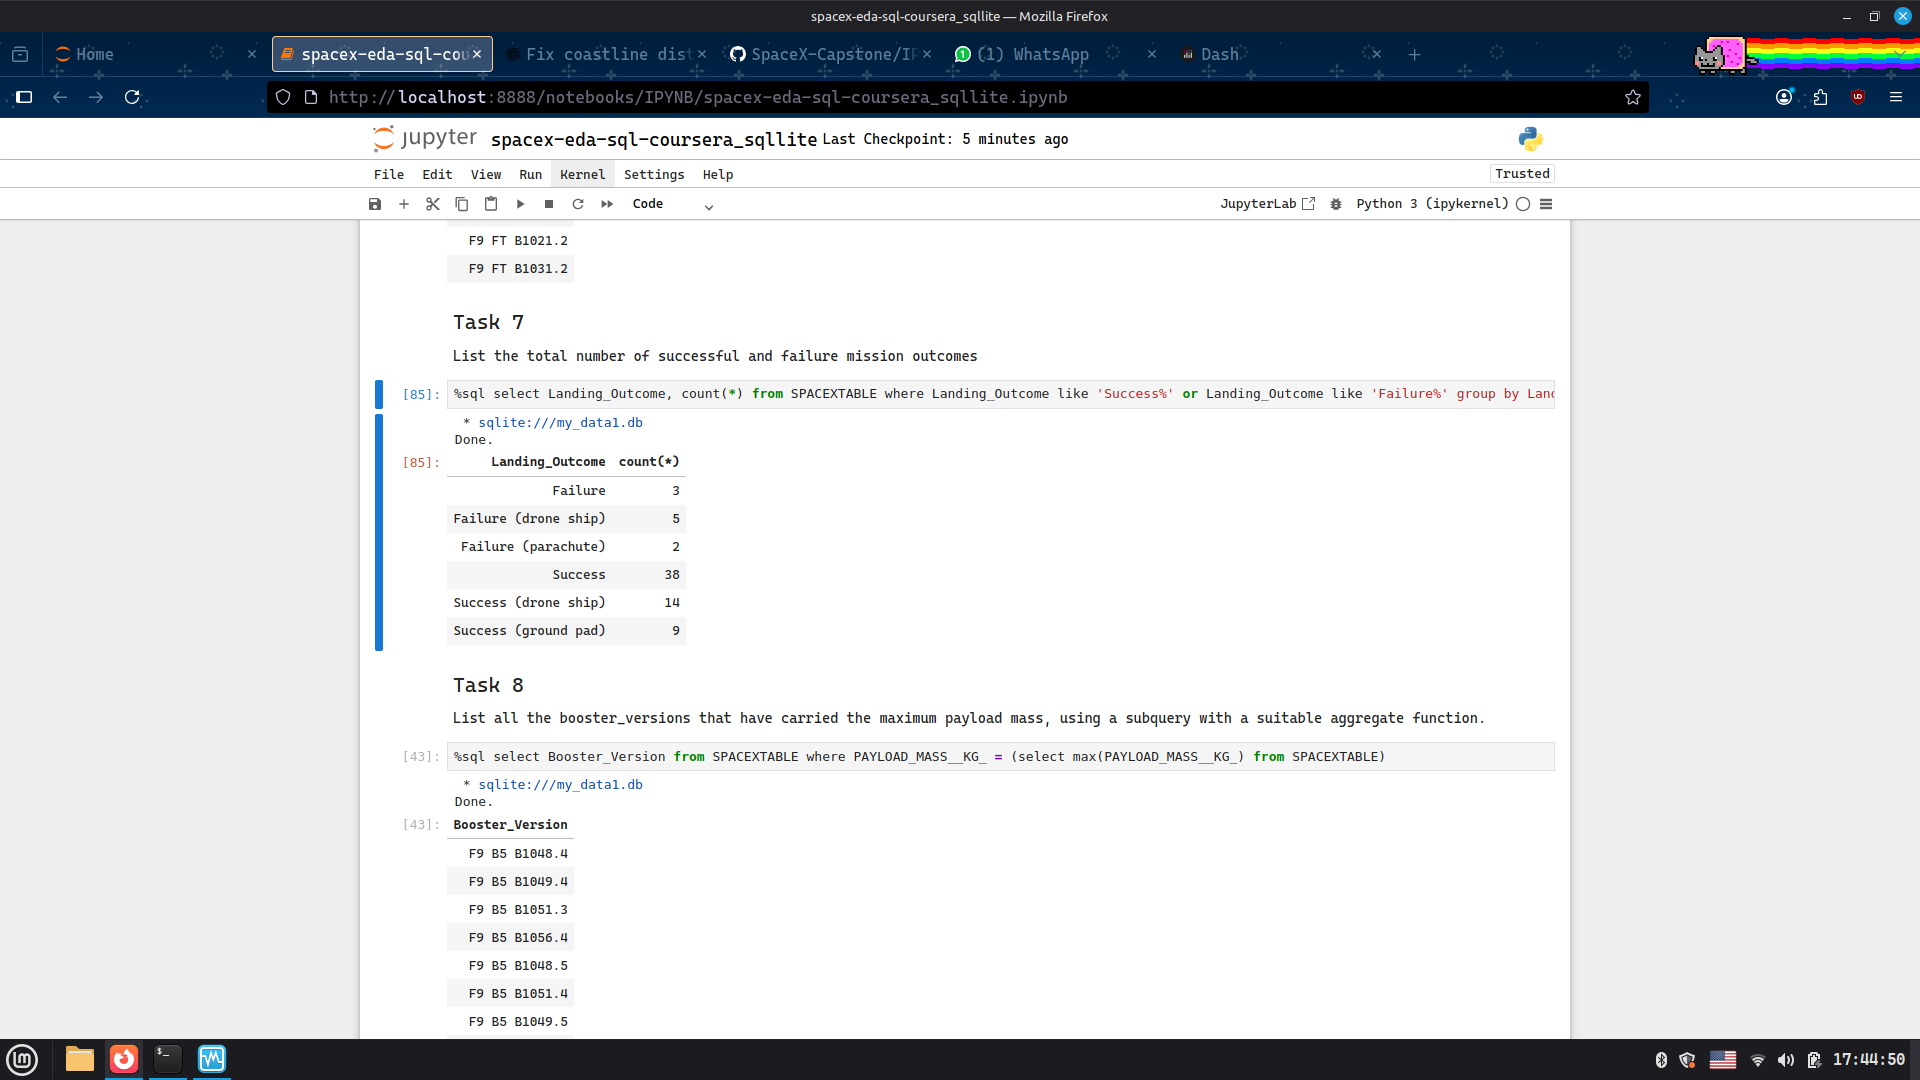 spacex-eda-sql-coursera_sqllite — Mozilla Firefox
Home
spacex-eda-sql-cou
Fix coastline dist
SpaceX-Capstone/IP
(1) WhatsApp
Dash
http://localhost:8888/notebooks/IPYNB/spacex-eda-sql-coursera_sqllite.ipynb
jupyter spacex-eda-sql-coursera_sqllite Last Checkpoint: 5 minutes ago
File Edit View Run Kernel Settings Help
Trusted
Code
JupyterLab
Python 3 (ipykernel)
F9 FT B1021.2
F9 FT B1031.2
Task 7
List the total number of successful and failure mission outcomes
[85]: %sql select Landing_Outcome, count(*) from SPACEXTABLE where Landing_Outcome like 'Success%' or Landing_Outcome like 'Failure%' group by Land
* sqlite:///my_data1.db
Done.
[85]: Landing_Outcome count(*)
Failure 3
Failure (drone ship) 5
Failure (parachute) 2
Success 38
Success (drone ship) 14
Success (ground pad) 9
Task 8
List all the booster_versions that have carried the maximum payload mass, using a subquery with a suitable aggregate function.
[43]: %sql select Booster_Version from SPACEXTABLE where PAYLOAD_MASS__KG_ = (select max(PAYLOAD_MASS__KG_) from SPACEXTABLE)
* sqlite:///my_data1.db
Done.
[43]: Booster_Version
F9 B5 B1048.4
F9 B5 B1049.4
F9 B5 B1051.3
F9 B5 B1056.4
F9 B5 B1048.5
F9 B5 B1051.4
F9 B5 B1049.5
17:44:50